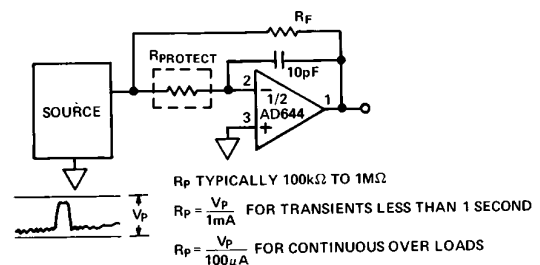 RF
RPROTECT
10pF
SOURCE
2
1/2
1
AD644
3
RP TYPICALLY 100kΩ TO 1MΩ
VP
RP = VP/1mA FOR TRANSIENTS LESS THAN 1 SECOND
RP = VP/100µA FOR CONTINUOUS OVER LOADS